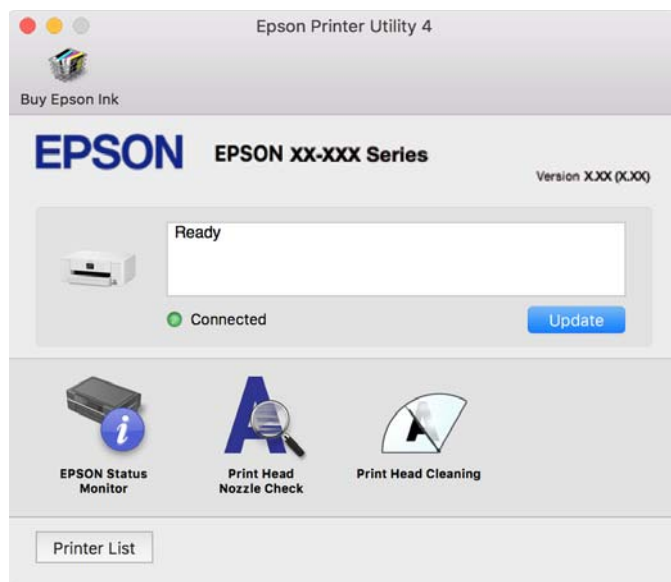 Epson Printer Utility 4
Buy Epson Ink
EPSON
EPSON XX-XXX Series
Version X.XX (X.XX)
Ready
Connected
Update
EPSON Status
Monitor
Print Head
Nozzle Check
Print Head Cleaning
Printer List